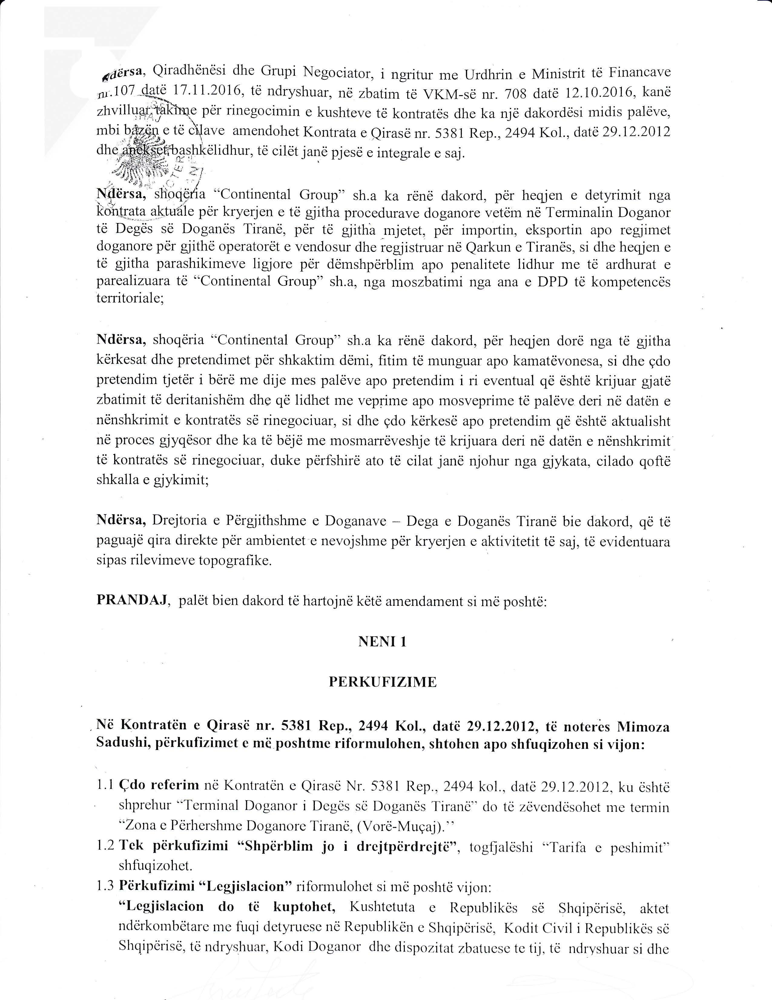 Ndërsa, Qiradhënësi dhe Grupi Negociator, i ngritur me Urdhrin e Ministrit të Financave
nr.107 datë 17.11.2016, të ndryshuar, në zbatim të VKM-së nr. 708 datë 12.10.2016, kanë
zhvilluar, takime për rinegocimin e kushteve të kontratës dhe ka një dakordësi midis palëve,
mbi bazën e të cilave amendohet Kontrata e Qirasë nr. 5381 Rep., 2494 Kol., datë 29.12.2012
dhe anekset bashkëlidhur, të cilët janë pjesë e integrale e saj.
Ndërsa, shoqëria “Continental Group” sh.a ka rënë dakord, për heqjen e detyrimit nga
kontrata aktuale për kryerjen e të gjitha procedurave doganore vetëm në Terminalin Doganor
të Degës së Doganës Tiranë, për të gjitha mjetet, për importin, eksportin apo regjimet
doganore për gjithë operatorët e vendosur dhe regjistruar në Qarkun e Tiranës, si dhe heqjen e
të gjitha parashikimeve ligjore për dëmshpërblim apo penalitete lidhur me të ardhurat e
parealizuara të “Continental Group” sh.a, nga moszbatimi nga ana e DPD të kompetencës
territoriale;
Ndërsa, shoqëria “Continental Group” sh.a ka rënë dakord, për heqjen dorë nga të gjitha
kërkesat dhe pretendimet për shkaktim dëmi, fitim të munguar apo kamatëvonesa, si dhe çdo
pretendim tjetër i bërë me dije mes palëve apo pretendim i ri eventual që është krijuar gjatë
zbatimit të deritanishëm dhe që lidhet me veprime apo mosveprime të palëve deri në datën e
nënshkrimit e kontratës së rinegociuar, si dhe çdo kërkesë apo pretendim që është aktualisht
në proces gjyqësor dhe ka të bëjë me mosmarrëveshje të krijuara deri në datën e nënshkrimit
të kontratës së rinegociuar, duke përfshirë ato të cilat janë njohur nga gjykata, cilado qoftë
shkalla e gjykimit;
Ndërsa, Drejtoria e Përgjithshme e Doganave – Dega e Doganës Tiranë bie dakord, që të
paguajë qira direkte për ambientet e nevojshme për kryerjen e aktivitetit të saj, të evidentuara
sipas rilevimeve topografike.
PRANDAJ, palët bien dakord të hartojnë këtë amendament si më poshtë:
NENI 1
PERKUFIZIME
Në Kontratën e Qirasë nr. 5381 Rep., 2494 Kol., datë 29.12.2012, të noteres Mimoza
Sadushi, përkufizimet e më poshtme riformulohen, shtohen apo shfuqizohen si vijon:
1.1 Çdo referim në Kontratën e Qirasë Nr. 5381 Rep., 2494 kol., datë 29.12.2012, ku është
shprehur “Terminal Doganor i Degës së Doganës Tiranë” do të zëvendësohet me termin
“Zona e Përhershme Doganore Tiranë, (Vorë-Muçaj).’’
1.2 Tek përkufizimi “Shpërblim jo i drejtpërdrejtë”, togfjalëshi “Tarifa e peshimit”
shfuqizohet.
1.3 Përkufizimi “Legjislacion” riformulohet si më poshtë vijon:
“Legjislacion do të kuptohet, Kushtetuta e Republikës së Shqipërisë, aktet
ndërkombëtare me fuqi detyruese në Republikën e Shqipërisë, Kodit Civil i Republikës së
Shqipërisë, të ndryshuar, Kodi Doganor dhe dispozitat zbatuese te tij, të ndryshuar si dhe